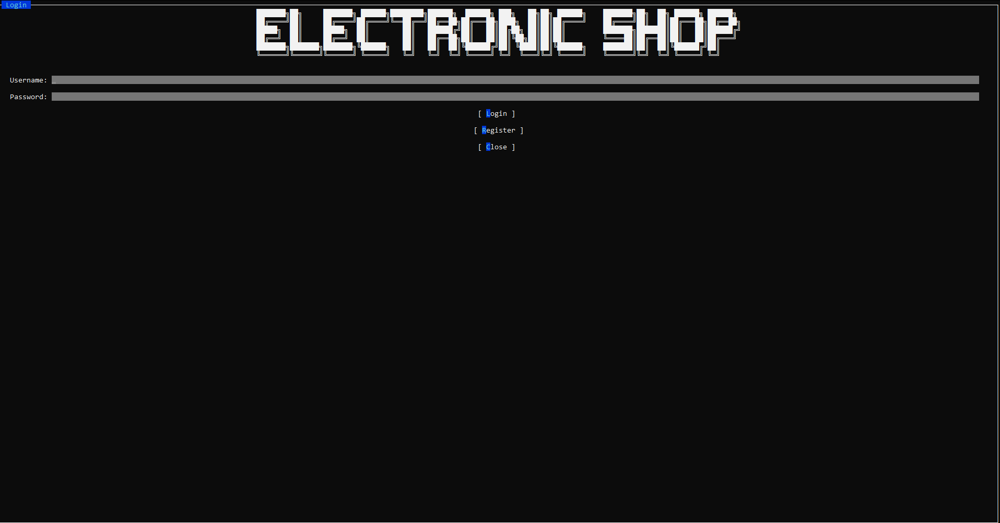 Login
ELECTRONIC SHOP
Username:
Password:
[ Login ]
[ Register ]
[ Close ]